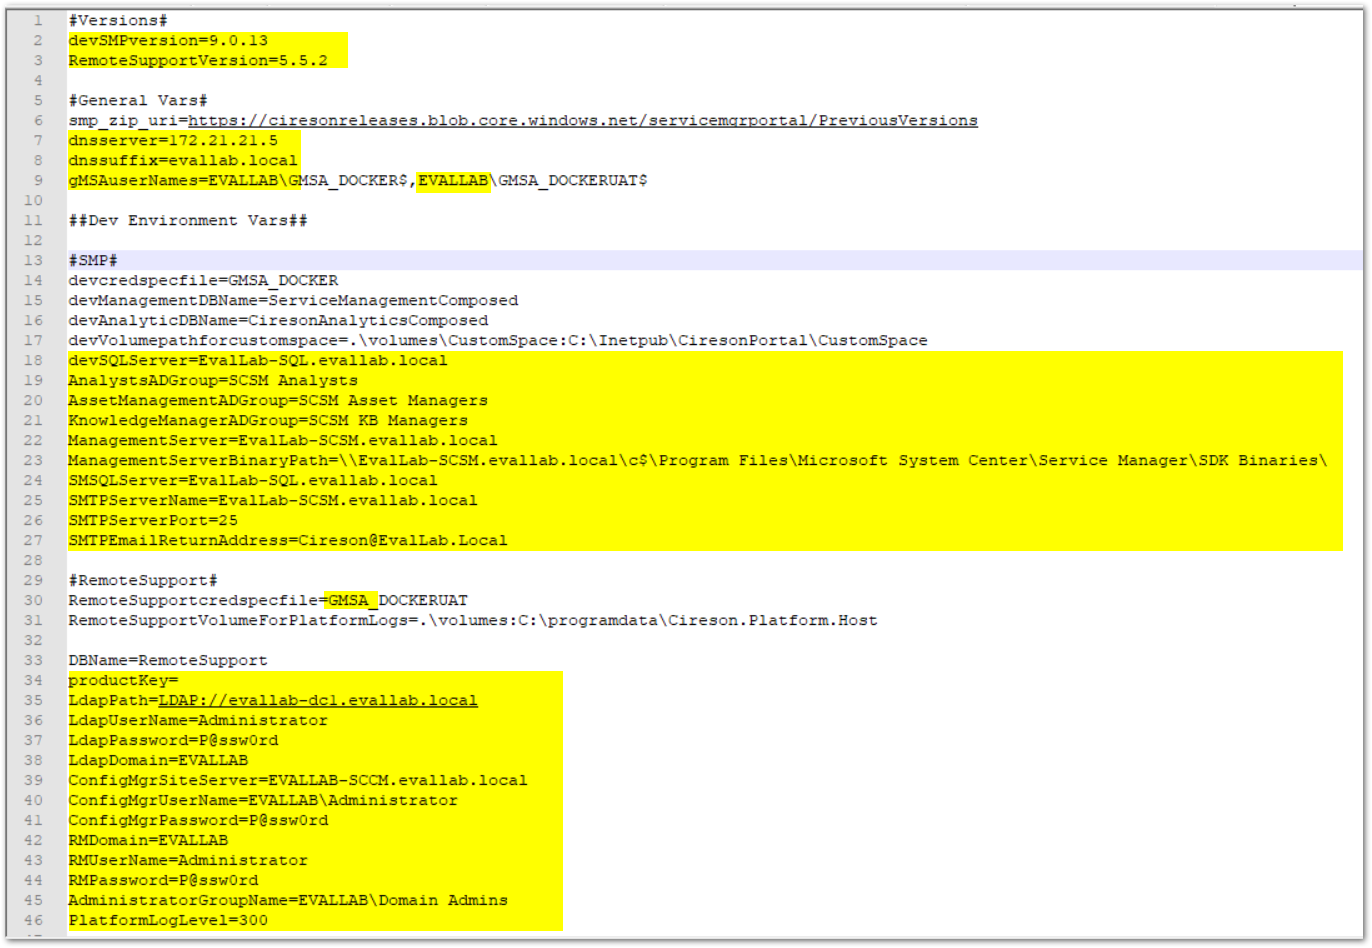 1 #Versions#
2 devSMPversion=9.0.13
3 RemoteSupportVersion=5.5.2
4
5 #General Vars#
6 smp_zip_uri=https://ciresonreleases.blob.core.windows.net/servicemgrportal/PreviousVersions
7 dnsserver=172.21.21.5
8 dnssuffix=evallab.local
9 gMSAuserNames=EVALLAB\GMSA_DOCKER$,EVALLAB\GMSA_DOCKERUAT$
10
11 ##Dev Environment Vars##
12
13 #SMP#
14 devcredspecfile=GMSA_DOCKER
15 devManagementDBName=ServiceManagementComposed
16 devAnalyticDBName=CiresonAnalyticsComposed
17 devVolumepathforcustomspace=.\volumes\CustomSpace:C:\Inetpub\CiresonPortal\CustomSpace
18 devSQLServer=EvalLab-SQL.evallab.local
19 AnalystsADGroup=SCSM Analysts
20 AssetManagementADGroup=SCSM Asset Managers
21 KnowledgeManagerADGroup=SCSM KB Managers
22 ManagementServer=EvalLab-SCSM.evallab.local
23 ManagementServerBinaryPath=\\EvalLab-SCSM.evallab.local\c$\Program Files\Microsoft System Center\Service Manager\SDK Binaries\
24 SMSQLServer=EvalLab-SQL.evallab.local
25 SMTPServerName=EvalLab-SCSM.evallab.local
26 SMTPServerPort=25
27 SMTPEmailReturnAddress=Cireson@EvalLab.Local
28
29 #RemoteSupport#
30 RemoteSupportcredspecfile=GMSA_DOCKERUAT
31 RemoteSupportVolumeForPlatformLogs=.\volumes:C:\programdata\Cireson.Platform.Host
32
33 DBName=RemoteSupport
34 productKey=
35 LdapPath=LDAP://evallab-dc1.evallab.local
36 LdapUserName=Administrator
37 LdapPassword=P@ssw0rd
38 LdapDomain=EVALLAB
39 ConfigMgrSiteServer=EVALLAB-SCCM.evallab.local
40 ConfigMgrUserName=EVALLAB\Administrator
41 ConfigMgrPassword=P@ssw0rd
42 RMDomain=EVALLAB
43 RMUserName=Administrator
44 RMPassword=P@ssw0rd
45 AdministratorGroupName=EVALLAB\Domain Admins
46 PlatformLogLevel=300